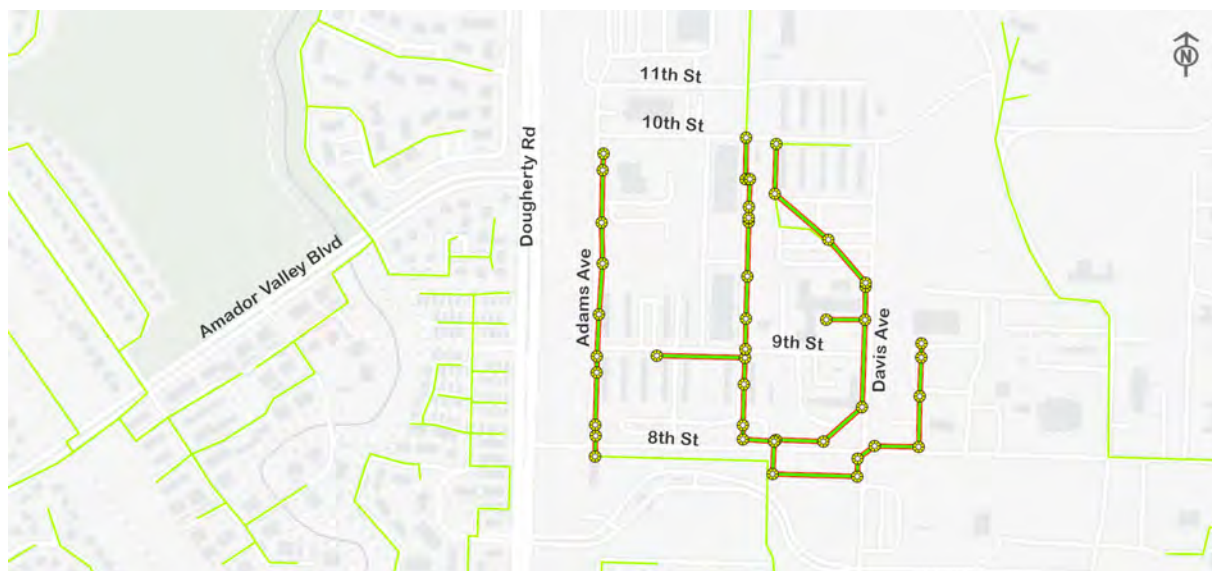 11th St
10th St
Dougherty Rd
Amador Valley Blvd
Adams Ave
9th St
Davis Ave
8th St
N